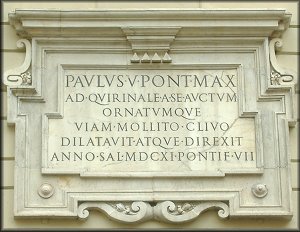 PAVLVS·V·PONT·MAX
AD·QVIRINALE·A·SE·AVCTVM
ORNATVMQVE
VIAM·MOLLITO·CLIVO
DILATAVIT·ATQVE·DIREXIT
ANNO·SAL·MDCXI·PONTIF·VII